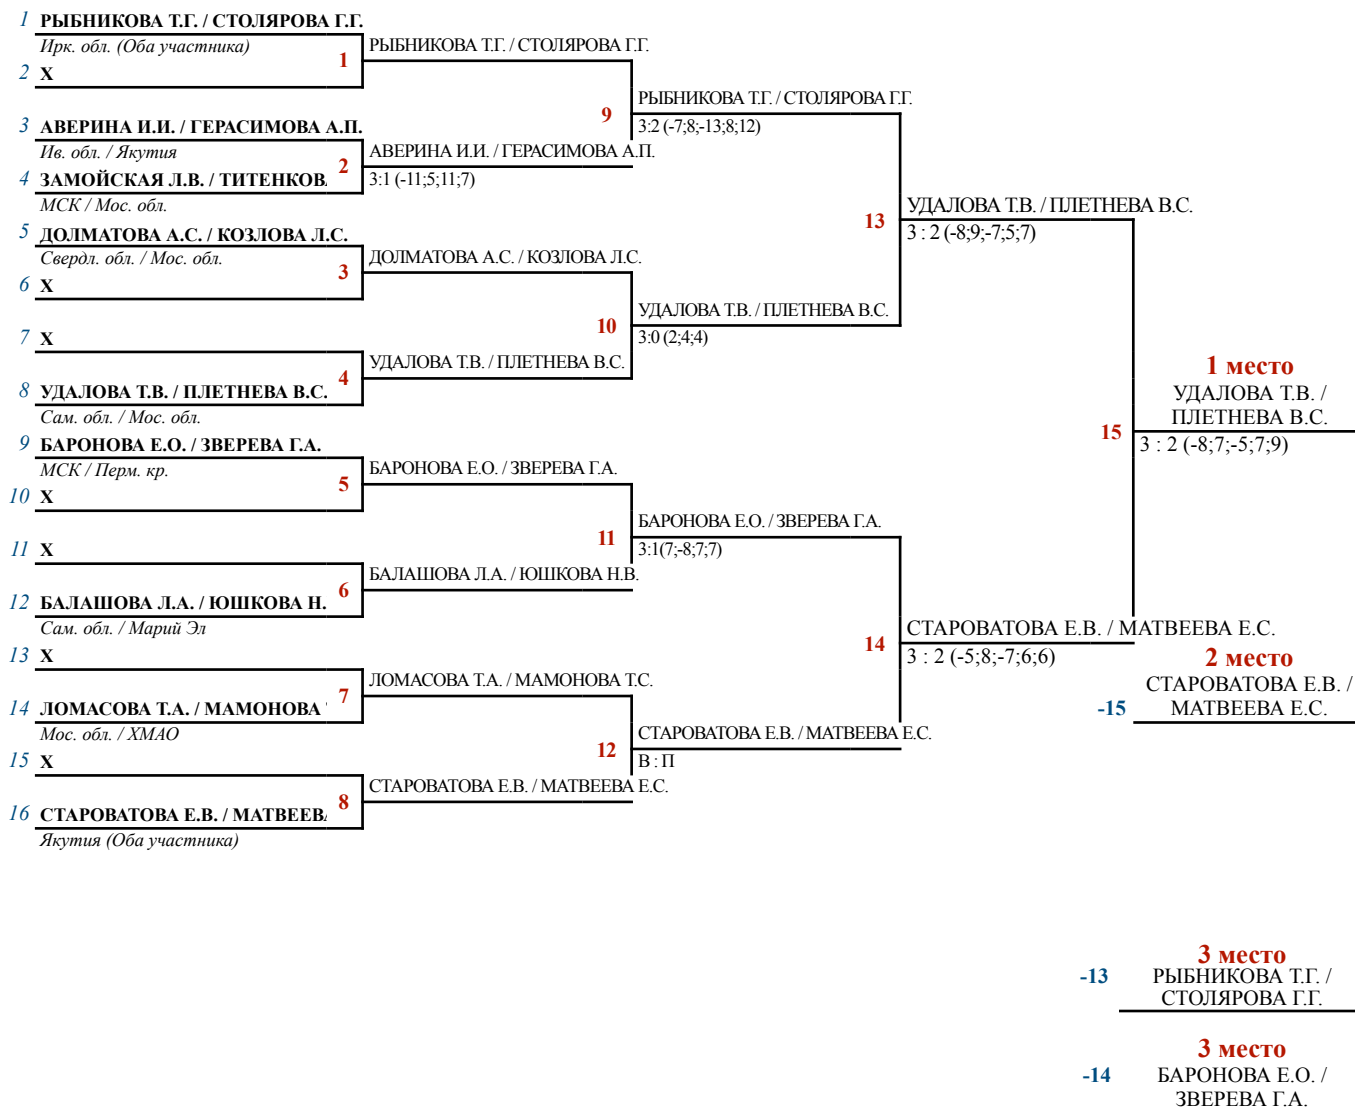 1 РЫБНИКОВА Т.Г. / СТОЛЯРОВА Г.Г.
Ирк. обл. (Оба участника)
1
РЫБНИКОВА Т.Г. / СТОЛЯРОВА Г.Г.
2 X
9
РЫБНИКОВА Т.Г. / СТОЛЯРОВА Г.Г.
3:2 (-7;8;-13;8;12)
3 АВЕРИНА И.И. / ГЕРАСИМОВА А.П.
Ив. обл. / Якутия
2
АВЕРИНА И.И. / ГЕРАСИМОВА А.П.
3:1 (-11;5;11;7)
4 ЗАМОЙСКАЯ Л.В. / ТИТЕНКОВ
МСК / Мос. обл.
13
УДАЛОВА Т.В. / ПЛЕТНЕВА В.С.
3 : 2 (-8;9;-7;5;7)
5 ДОЛМАТОВА А.С. / КОЗЛОВА Л.С.
Свердл. обл. / Мос. обл.
3
ДОЛМАТОВА А.С. / КОЗЛОВА Л.С.
6 X
10
УДАЛОВА Т.В. / ПЛЕТНЕВА В.С.
3:0 (2;4;4)
7 X
4
УДАЛОВА Т.В. / ПЛЕТНЕВА В.С.
8 УДАЛОВА Т.В. / ПЛЕТНЕВА В.С.
Сам. обл. / Мос. обл.
1 место
УДАЛОВА Т.В. /
ПЛЕТНЕВА В.С.
15
3 : 2 (-8;7;-5;7;9)
9 БАРОНОВА Е.О. / ЗВЕРЕВА Г.А.
МСК / Перм. кр.
5
БАРОНОВА Е.О. / ЗВЕРЕВА Г.А.
10 X
11
БАРОНОВА Е.О. / ЗВЕРЕВА Г.А.
3:1(7;-8;7;7)
11 X
6
БАЛАШОВА Л.А. / ЮШКОВА Н.В.
12 БАЛАШОВА Л.А. / ЮШКОВА Н.
Сам. обл. / Марий Эл
14
СТАРОВАТОВА Е.В. / МАТВЕЕВА Е.С.
3 : 2 (-5;8;-7;6;6)
13 X
7
ЛОМАСОВА Т.А. / МАМОНОВА Т.С.
14 ЛОМАСОВА Т.А. / МАМОНОВА
Мос. обл. / ХМАО
2 место
СТАРОВАТОВА Е.В. /
-15
МАТВЕЕВА Е.С.
12
СТАРОВАТОВА Е.В. / МАТВЕЕВА Е.С.
В : П
15 X
8
СТАРОВАТОВА Е.В. / МАТВЕЕВА Е.С.
16 СТАРОВАТОВА Е.В. / МАТВЕЕВ
Якутия (Оба участника)
3 место
-13
РЫБНИКОВА Т.Г. /
СТОЛЯРОВА Г.Г.
3 место
-14
БАРОНОВА Е.О. /
ЗВЕРЕВА Г.А.